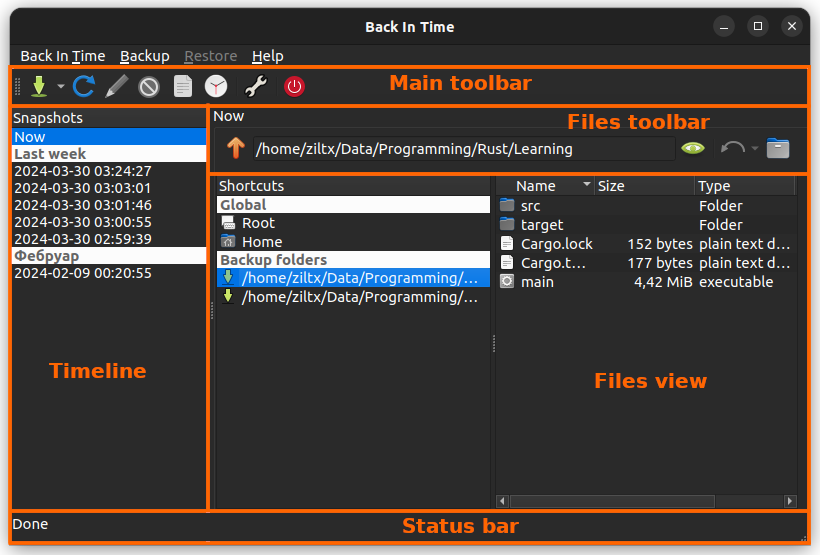 Back In Time
Back In Time Backup Restore Help
Main toolbar
Snapshots
Now
Last week
2024-03-30 03:24:27
2024-03-30 03:03:01
2024-03-30 03:01:46
2024-03-30 03:00:55
2024-03-30 02:59:39
Фебруар
2024-02-09 00:20:55
Timeline
Now
Files toolbar
/home/ziltx/Data/Programming/Rust/Learning
Shortcuts
Global
Root
Home
Backup folders
/home/ziltx/Data/Programming/...
/home/ziltx/Data/Programming/...
Name Size Type
src Folder
target Folder
Cargo.lock 152 bytes plain text d...
Cargo.t... 177 bytes plain text d...
main 4,42 MiB executable
Files view
Done
Status bar